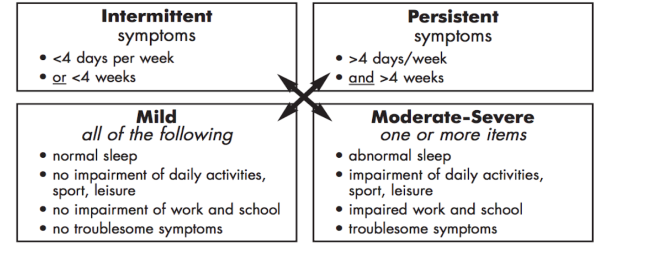 Intermittent
symptoms
• <4 days per week
• or <4 weeks
Persistent
symptoms
• >4 days/week
• and >4 weeks
Mild
all of the following
• normal sleep
• no impairment of daily activities,
sport, leisure
• no impairment of work and school
• no troublesome symptoms
Moderate-Severe
one or more items
• abnormal sleep
• impairment of daily activities,
sport, leisure
• impaired work and school
• troublesome symptoms